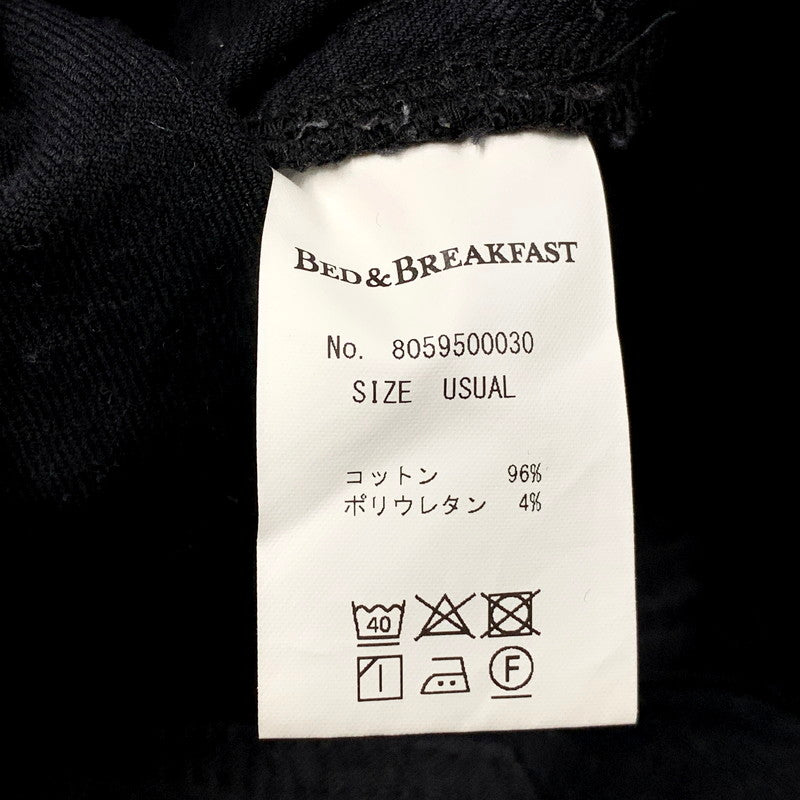 BED&BREAKFAST
No. 8059500030
SIZE USUAL
コットン 96%
ポリウレタン 4%
40
F